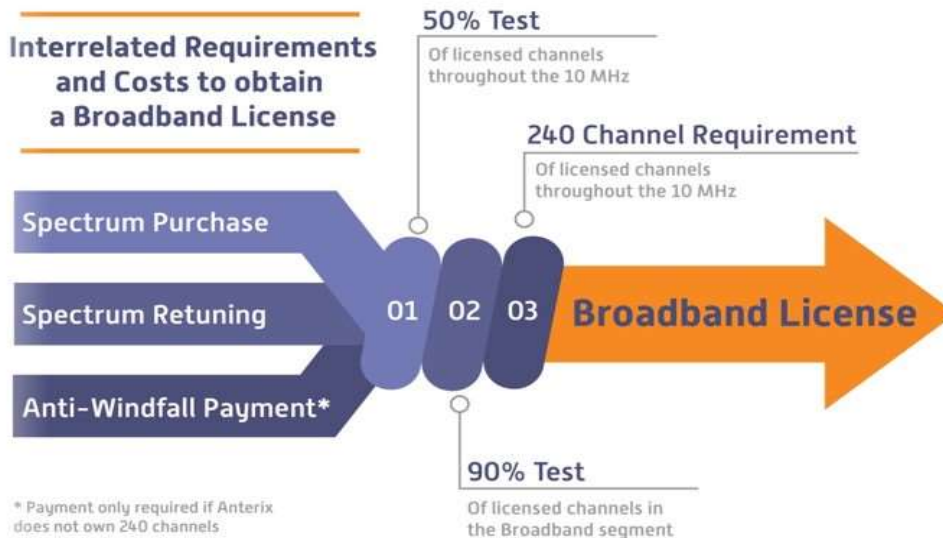 Interrelated Requirements
and Costs to obtain
a Broadband License
50% Test
Of licensed channels
throughout the 10 MHz
240 Channel Requirement
Of licensed channels
throughout the 10 MHz
Spectrum Purchase
Spectrum Retuning
Anti-Windfall Payment*
01
02
03
Broadband License
90% Test
Of licensed channels in
the Broadband segment
* Payment only required if Anterix
does not own 240 channels